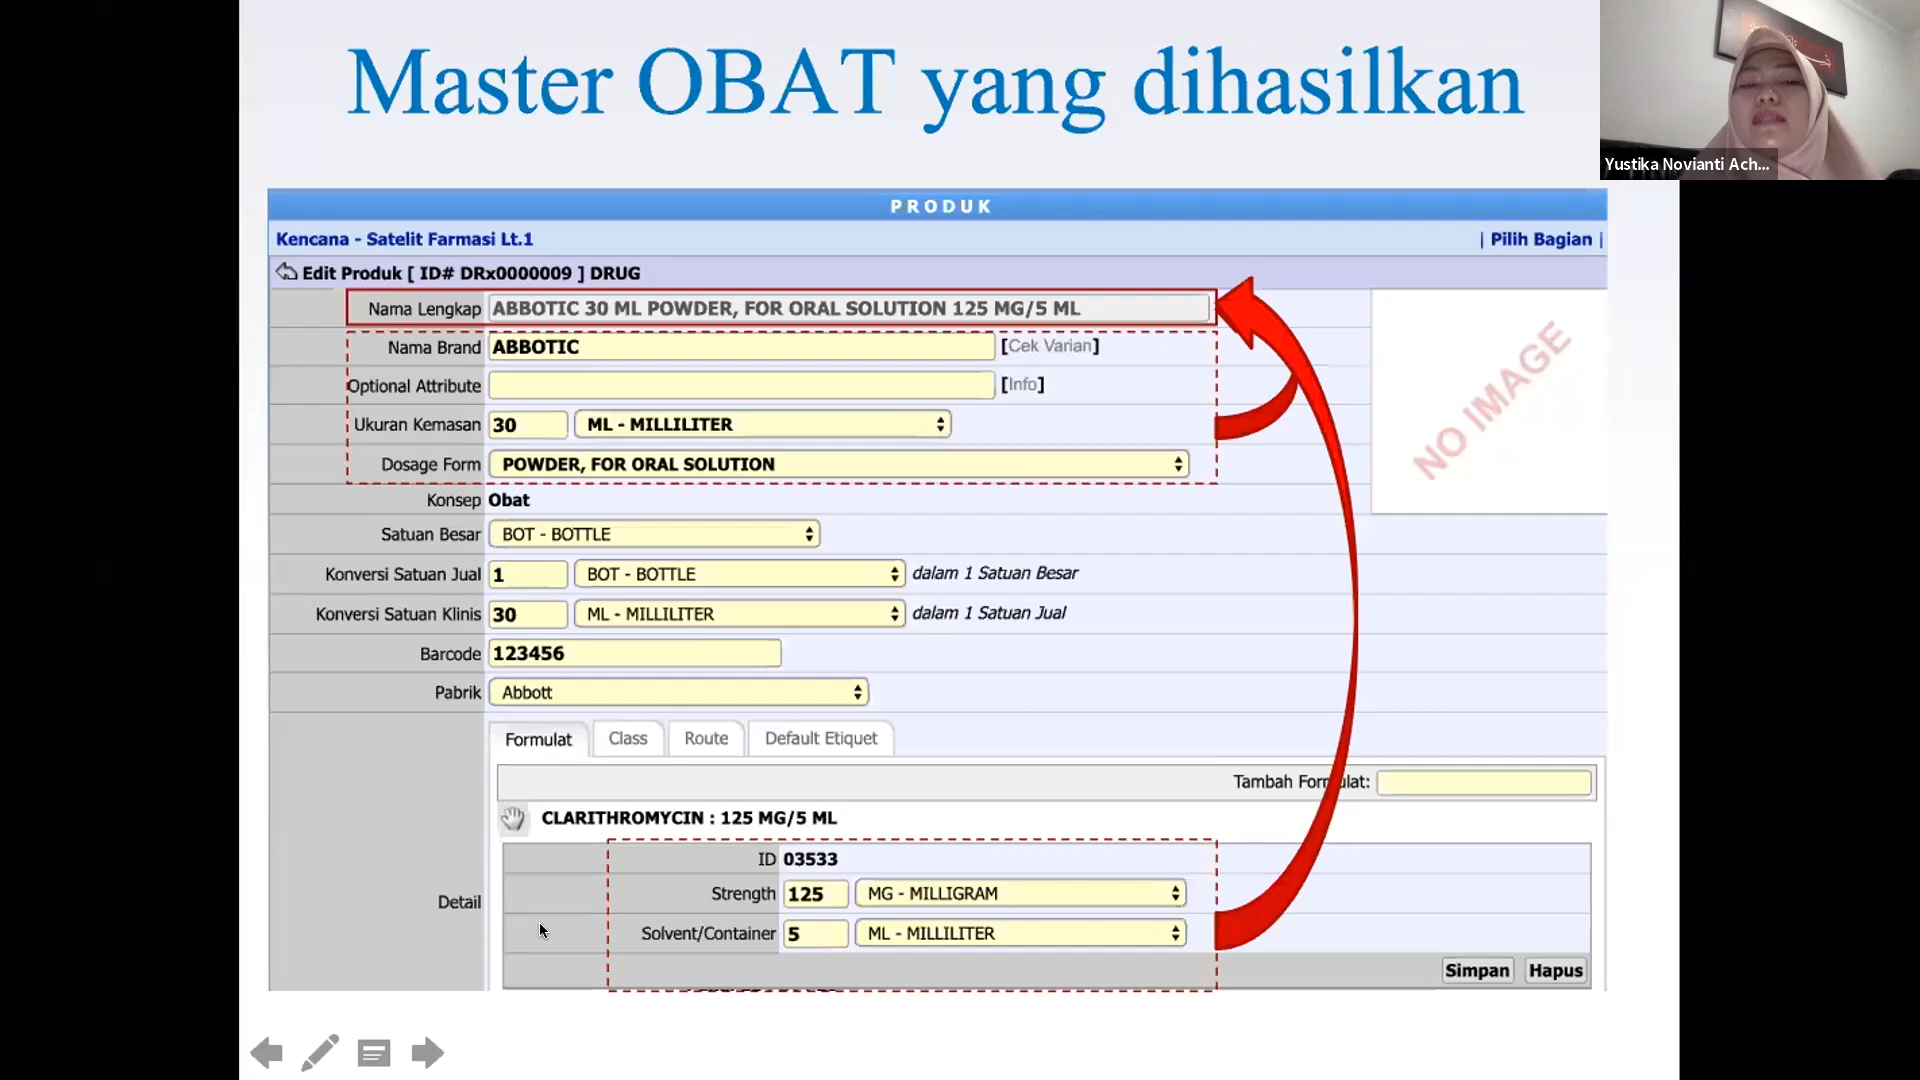 Master OBAT yang dihasilkan
Yustika Novianti Ach...
PRODUK
Kencana - Satelit Farmasi Lt.1 | Pilih Bagian |
Edit Produk [ ID# DRx0000009 ] DRUG
Nama Lengkap ABBOTIC 30 ML POWDER, FOR ORAL SOLUTION 125 MG/5 ML
Nama Brand ABBOTIC [Cek Varian]
Optional Attribute [Info]
Ukuran Kemasan 30 ML - MILLILITER
Dosage Form POWDER, FOR ORAL SOLUTION
NO IMAGE
Konsep Obat
Satuan Besar BOT - BOTTLE
Konversi Satuan Jual 1 BOT - BOTTLE dalam 1 Satuan Besar
Konversi Satuan Klinis 30 ML - MILLILITER dalam 1 Satuan Jual
Barcode 123456
Pabrik Abbott
Formulat Class Route Default Etiquet
Tambah Formulat:
CLARITHROMYCIN : 125 MG/5 ML
ID 03533
Strength 125 MG - MILLIGRAM
Detail
Solvent/Container 5 ML - MILLILITER
Simpan Hapus